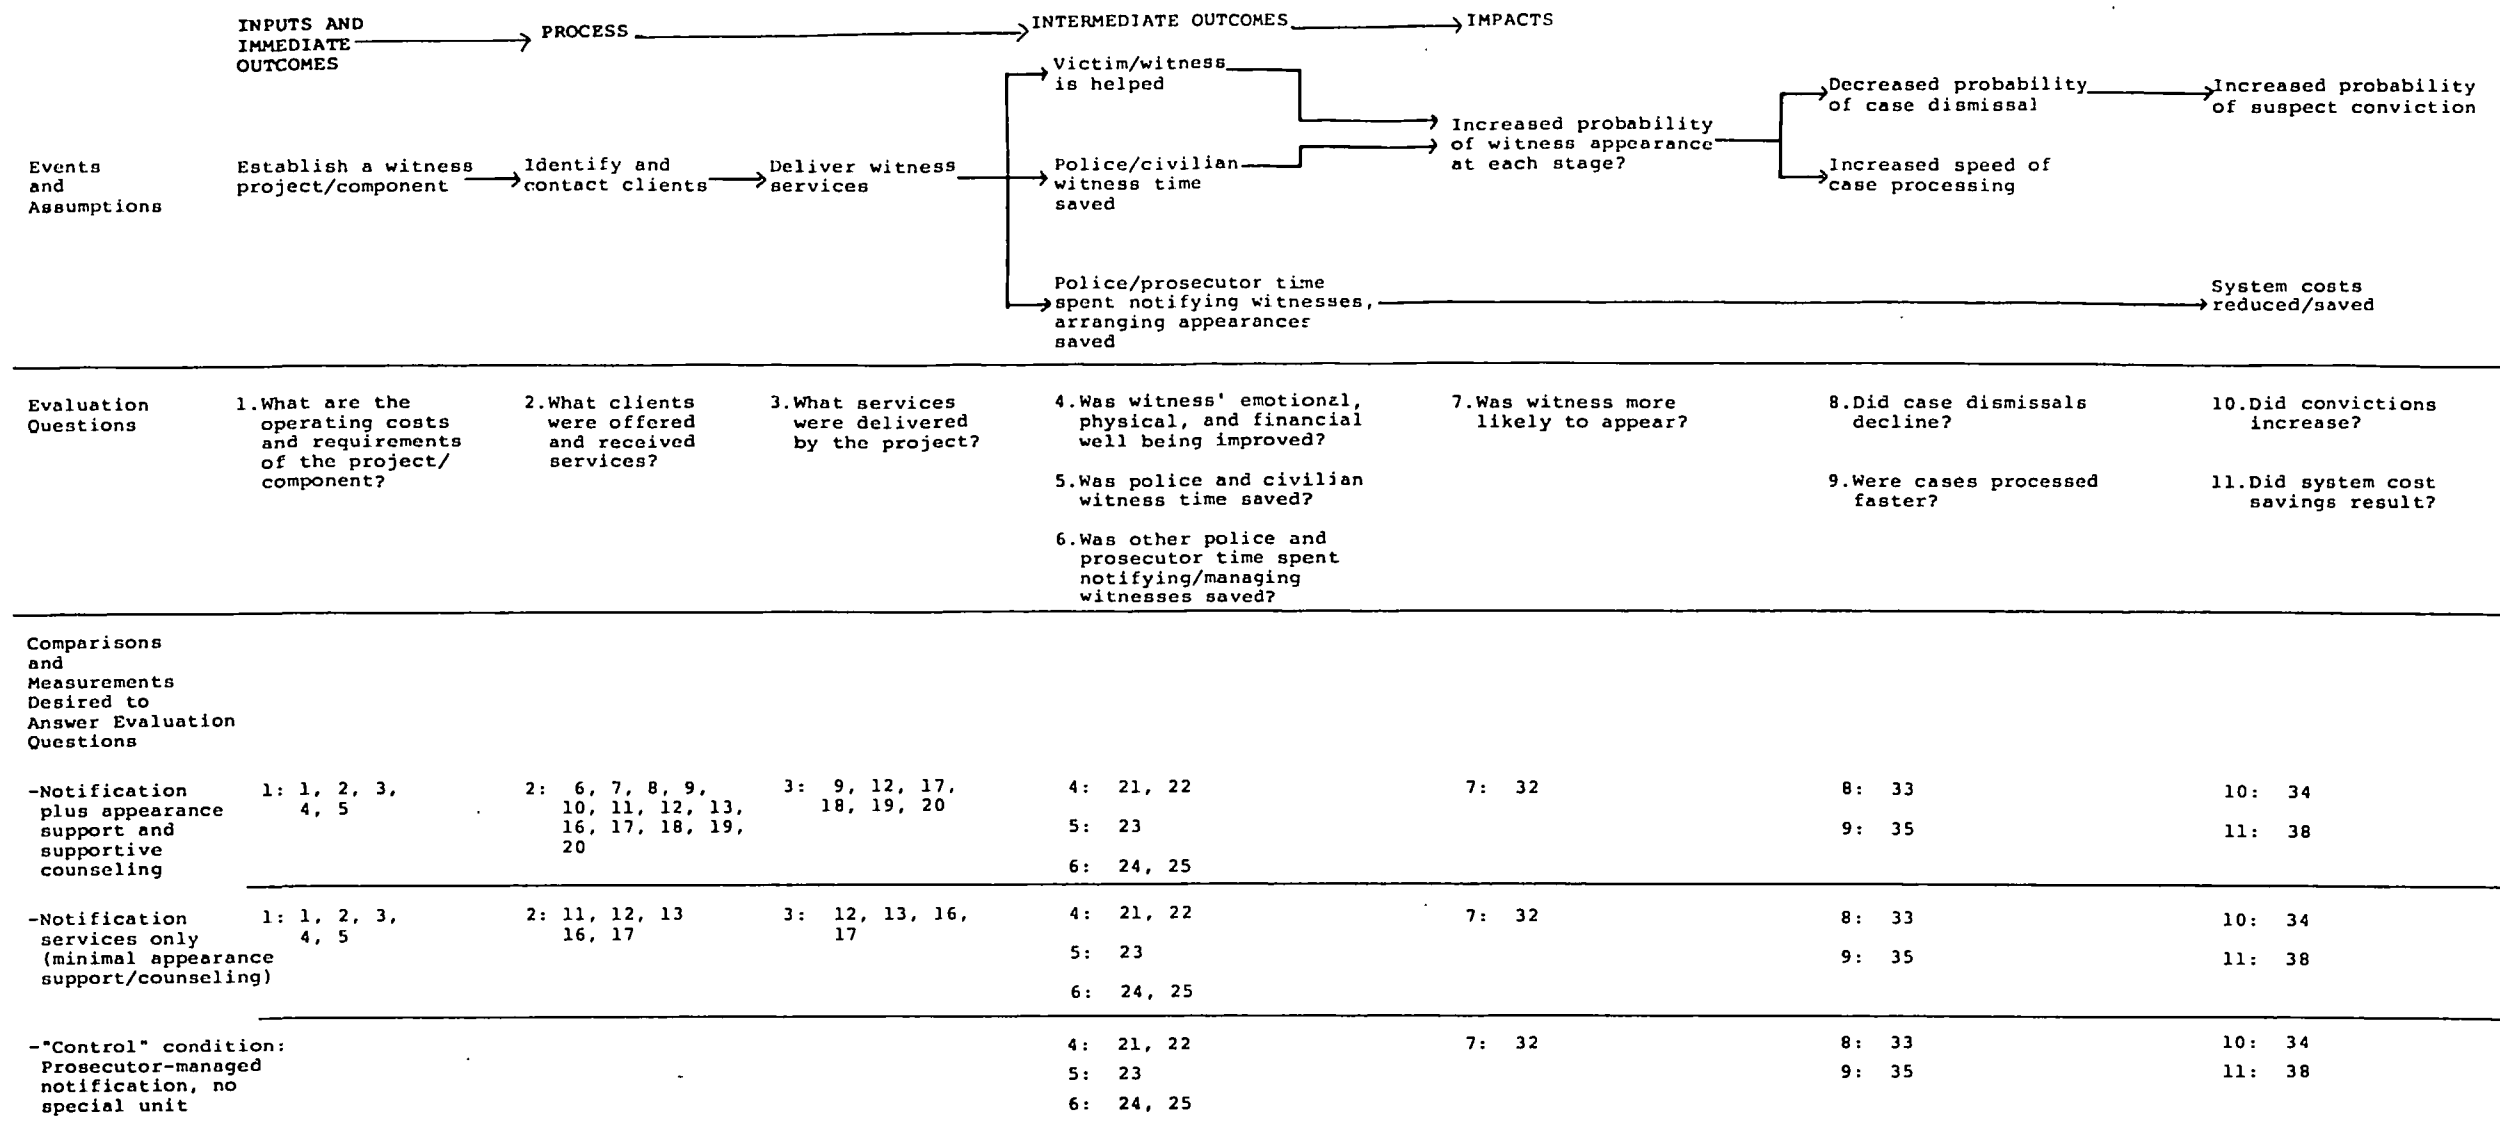 INPUTS AND
IMMEDIATE
OUTCOMES
PROCESS
INTERMEDIATE OUTCOMES
IMPACTS
Events
and
Assumptions
Establish a witness
project/component
Identify and
contact clients
Deliver witness
services
Victim/witness
is helped
Police/civilian
witness time
saved
Police/prosecutor time
spent notifying witnesses,
arranging appearances
saved
Increased probability
of witness appearance
at each stage?
Decreased probability
of case dismissal
Increased speed of
case processing
Increased probability
of suspect conviction
System costs
reduced/saved
Evaluation
Questions
1.What are the
operating costs
and requirements
of the project/
component?
2.What clients
were offered
and received
services?
3.What services
were delivered
by the project?
4.Was witness' emotional,
physical, and financial
well being improved?
5.Was police and civilian
witness time saved?
6.Was other police and
prosecutor time spent
notifying/managing
witnesses saved?
7.Was witness more
likely to appear?
8.Did case dismissals
decline?
9.Were cases processed
faster?
10.Did convictions
increase?
11.Did system cost
savings result?
Comparisons
and
Measurements
Desired to
Answer Evaluation
Questions
-Notification
plus appearance
support and
supportive
counseling
1: 1, 2, 3,
4, 5
2: 6, 7, 8, 9,
10, 11, 12, 13,
16, 17, 18, 19,
20
3: 9, 12, 17,
18, 19, 20
4: 21, 22
5: 23
6: 24, 25
7: 32
8: 33
9: 35
10: 34
11: 38
-Notification
services only
(minimal appearance
support/counseling)
1: 1, 2, 3,
4, 5
2: 11, 12, 13
16, 17
3: 12, 13, 16,
17
4: 21, 22
5: 23
6: 24, 25
7: 32
8: 33
9: 35
10: 34
11: 38
-"Control" condition:
Prosecutor-managed
notification, no
special unit
4: 21, 22
5: 23
6: 24, 25
7: 32
8: 33
9: 35
10: 34
11: 38